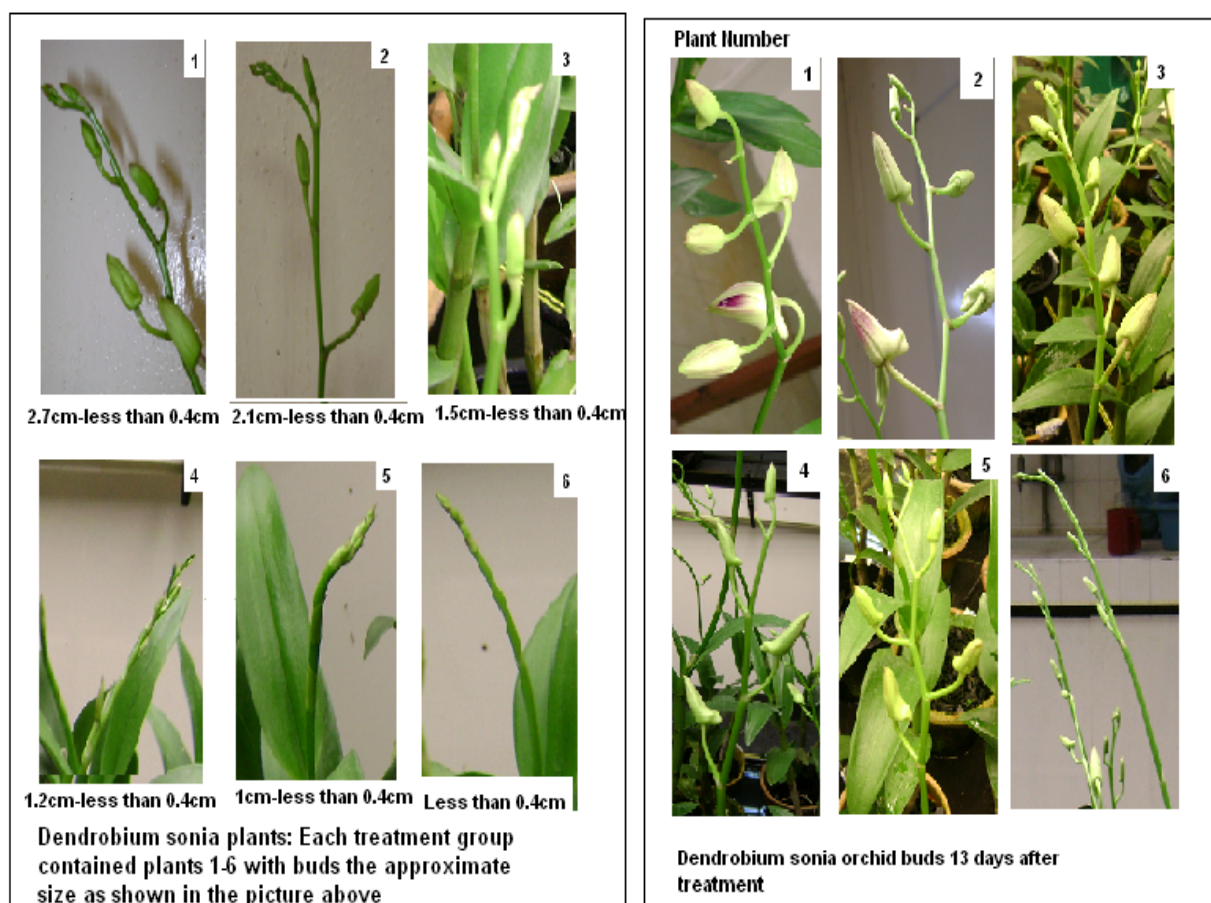 1
2
3
2.7cm-less than 0.4cm
2.1cm-less than 0.4cm
1.5cm-less than 0.4cm
4
5
6
1.2cm-less than 0.4cm
1cm-less than 0.4cm
Less than 0.4cm
Dendrobium sonia plants: Each treatment group
contained plants 1-6 with buds the approximate
size as shown in the picture above
Plant Number
1
2
3
4
5
6
Dendrobium sonia orchid buds 13 days after
treatment